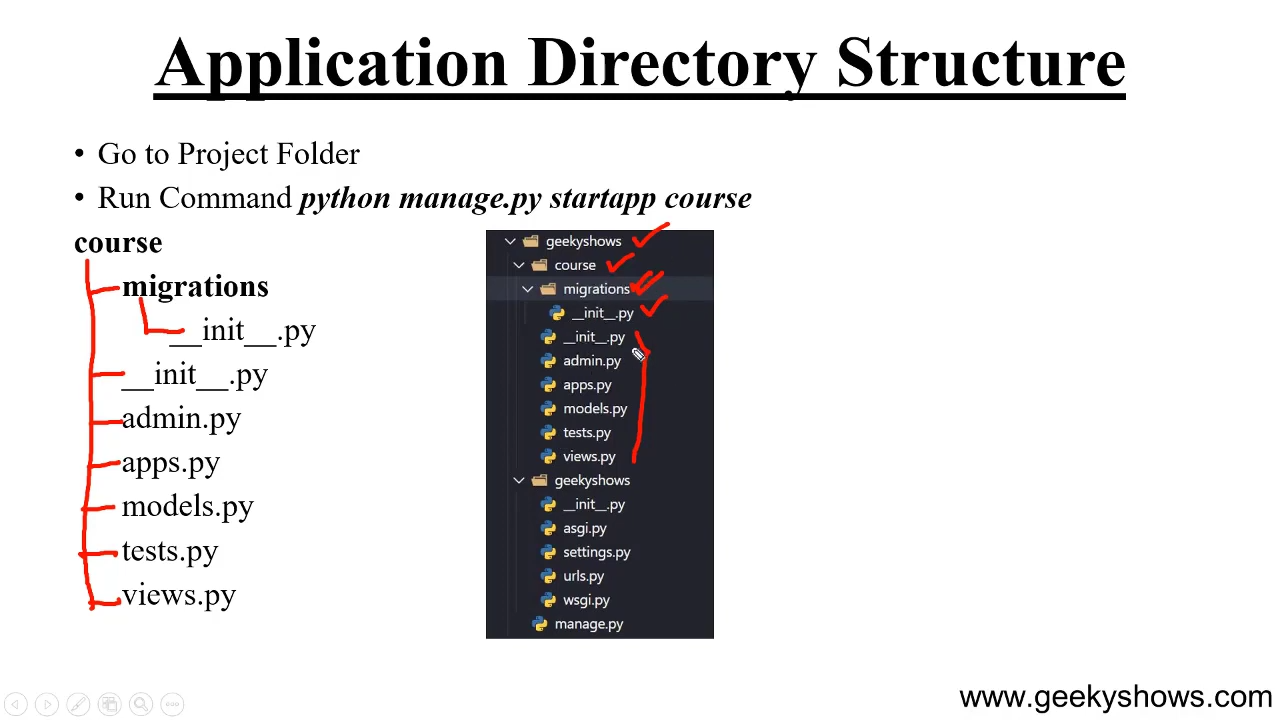 Application Directory Structure
• Go to Project Folder
• Run Command python manage.py startapp course
course
migrations
__init__.py
__init__.py
admin.py
apps.py
models.py
tests.py
views.py
geekyshows
course
migrations
__init__.py
__init__.py
admin.py
apps.py
models.py
tests.py
views.py
geekyshows
__init__.py
asgi.py
settings.py
urls.py
wsgi.py
manage.py
www.geekyshows.com